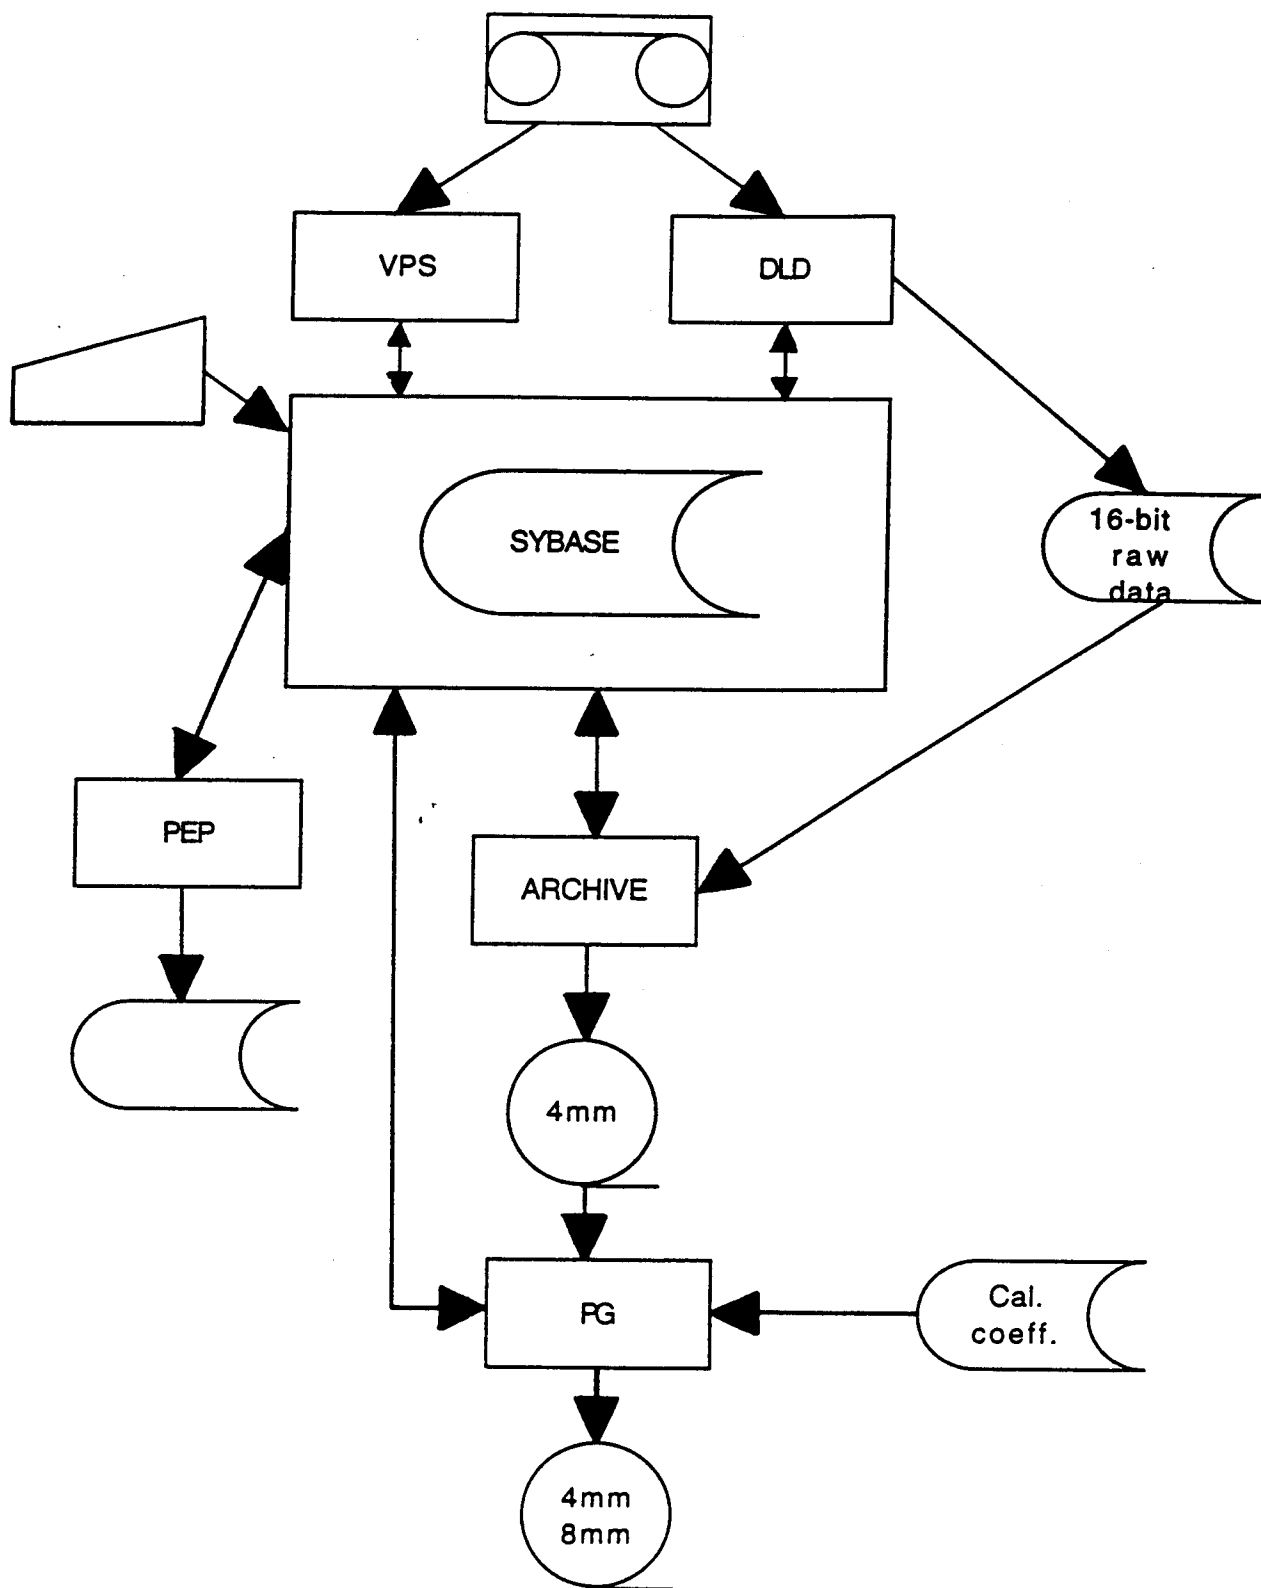 VPS
DLD
SYBASE
16-bit
raw
data
PEP
ARCHIVE
4mm
PG
Cal.
coeff.
4mm
8mm